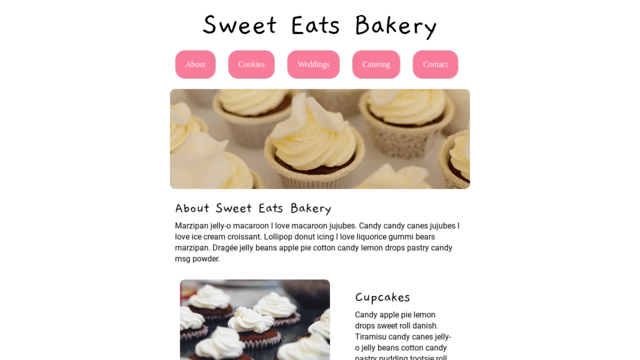 Sweet Eats Bakery
About Cookies Weddings Catering Contact
About Sweet Eats Bakery
Marzipan jelly-o macaroon I love macaroon jujubes. Candy candy canes jujubes I
love ice cream croissant. Lollipop donut icing I love liquorice gummi bears
marzipan. Dragée jelly beans apple pie cotton candy lemon drops pastry candy
msg powder.
Cupcakes
Candy apple pie lemon
drops sweet roll danish.
Tiramisu candy canes jelly-
o jelly beans cotton candy
pastry pudding tootsie roll